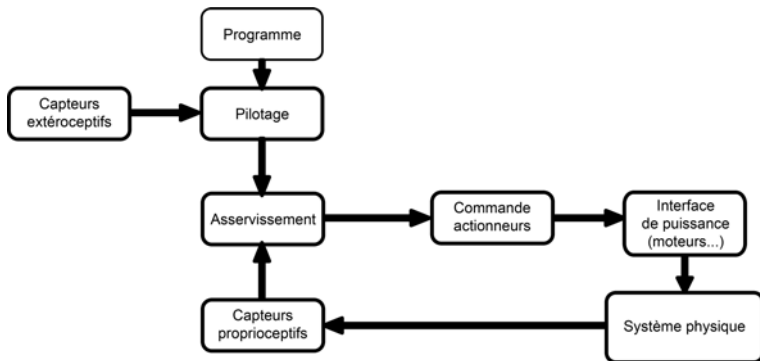 Programme
Capteurs
extéroceptifs
Pilotage
Asservissement
Commande
actionneurs
Interface
de puissance
(moteurs...)
Capteurs
proprioceptifs
Système physique